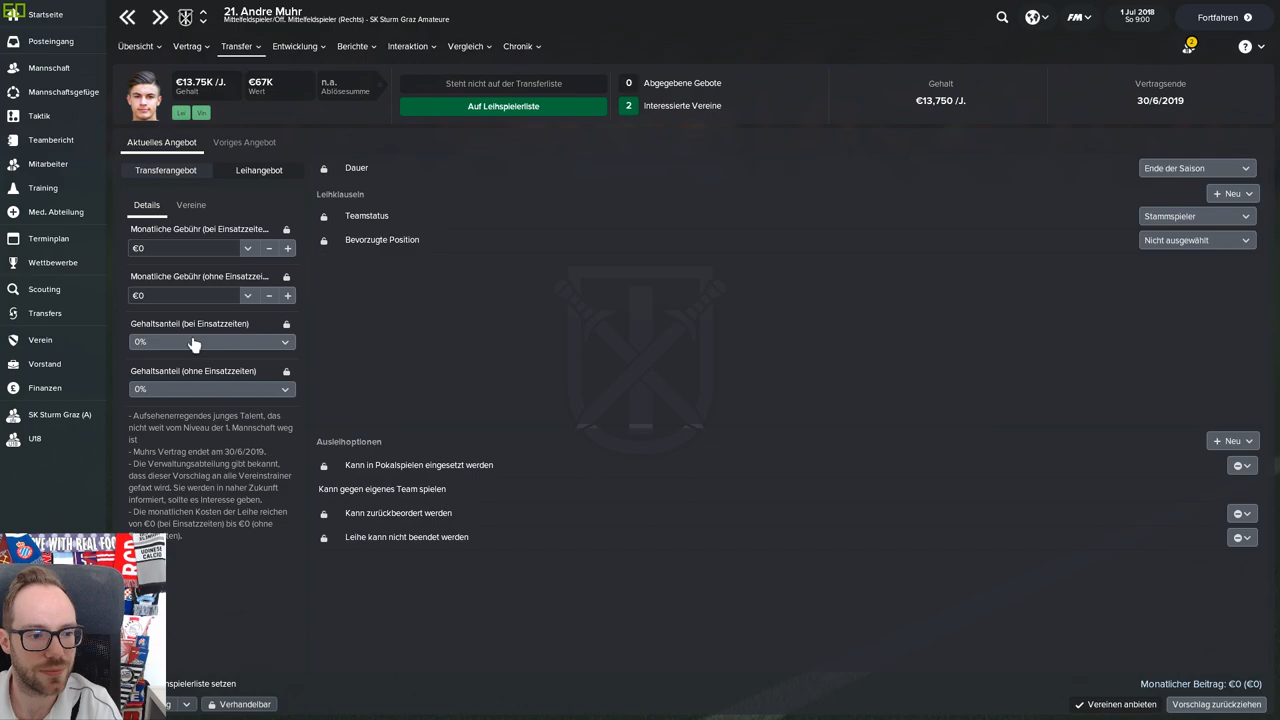 Startseite
Posteingang
Mannschaft
Mannschaftsgefüge
Taktik
Teambericht
Mitarbeiter
Training
Med. Abteilung
Terminplan
Wettbewerbe
Scouting
Transfers
Verein
Vorstand
Finanzen
SK Sturm Graz (A)
U18
21. Andre Muhr
Mittelfeldspieler/Off. Mittelfeldspieler (Rechts) - SK Sturm Graz Amateure
FM
1 Jul 2018
So 9:00
Fortfahren
Übersicht
Vertrag
Transfer
Entwicklung
Berichte
Interaktion
Vergleich
Chronik
2
?
€13.75K /J.
Gehalt
€67K
Wert
n.a.
Ablösesumme
Lei
Vin
Steht nicht auf der Transferliste
Auf Leihspielerliste
0 Abgegebene Gebote
2 Interessierte Vereine
Gehalt
€13,750 /J.
Vertragsende
30/6/2019
Aktuelles Angebot
Voriges Angebot
Transferangebot
Leihangebot
Details
Vereine
Monatliche Gebühr (bei Einsatzzeite...
€0
Monatliche Gebühr (ohne Einsatzzei...
€0
Gehaltsanteil (bei Einsatzzeiten)
0%
Gehaltsanteil (ohne Einsatzzeiten)
0%
- Aufsehenerregendes junges Talent, das
nicht weit vom Niveau der 1. Mannschaft weg
ist
- Muhrs Vertrag endet am 30/6/2019.
- Die Verwaltungsabteilung gibt bekannt,
dass dieser Vorschlag an alle Vereinstrainer
gefaxt wird. Sie werden in naher Zukunft
informiert, sollte es Interesse geben.
- Die monatlichen Kosten der Leihe reichen
von €0 (bei Einsatzzeiten) bis €0 (ohne
Dauer
Ende der Saison
Leihklauseln
Neu
Teamstatus
Stammspieler
Bevorzugte Position
Nicht ausgewählt
Ausleihoptionen
Neu
Kann in Pokalspielen eingesetzt werden
Kann gegen eigenes Team spielen
Kann zurückbeordert werden
Leihe kann nicht beendet werden
Monatlicher Beitrag: €0 (€0)
spielerliste setzen
Verhandelbar
Vereinen anbieten
Vorschlag zurückziehen
WITH REAL
UDINESE
CALCIO